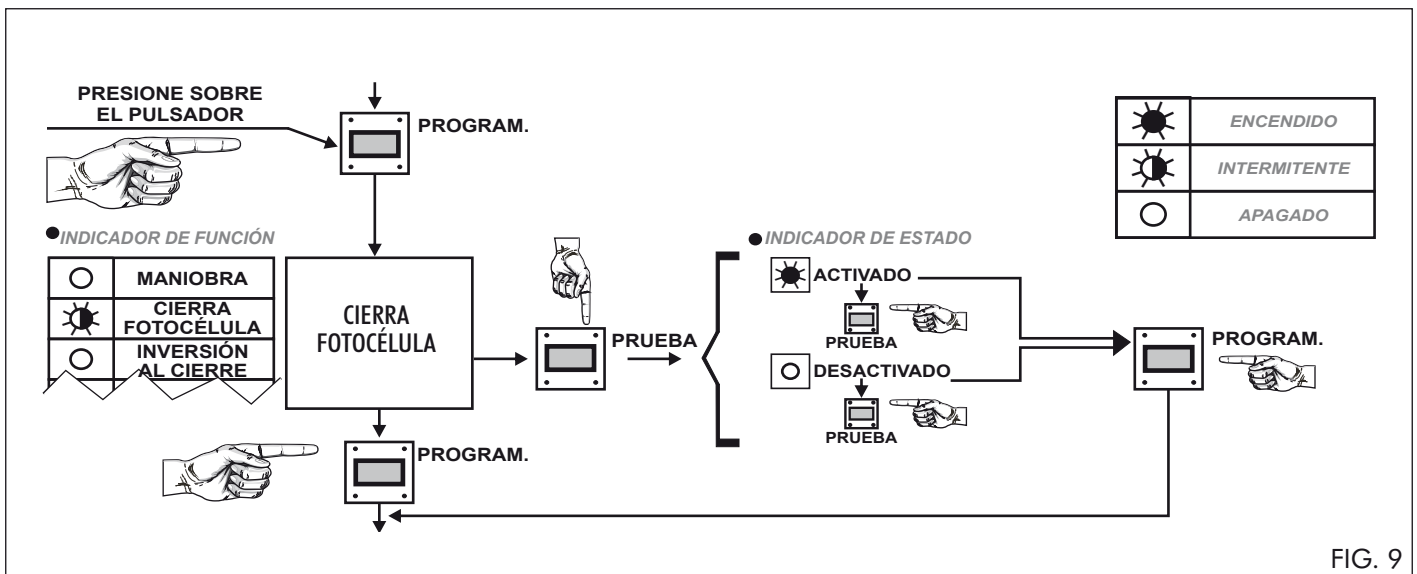 PRESIONE SOBRE
EL PULSADOR
PROGRAM.
ENCENDIDO
INTERMITENTE
APAGADO
INDICADOR DE FUNCIÓN
MANIOBRA
CIERRA
FOTOCÉLULA
INVERSIÓN
AL CIERRE
CIERRA
FOTOCÉLULA
PRUEBA
INDICADOR DE ESTADO
ACTIVADO
PRUEBA
DESACTIVADO
PRUEBA
PROGRAM.
PROGRAM.
FIG. 9